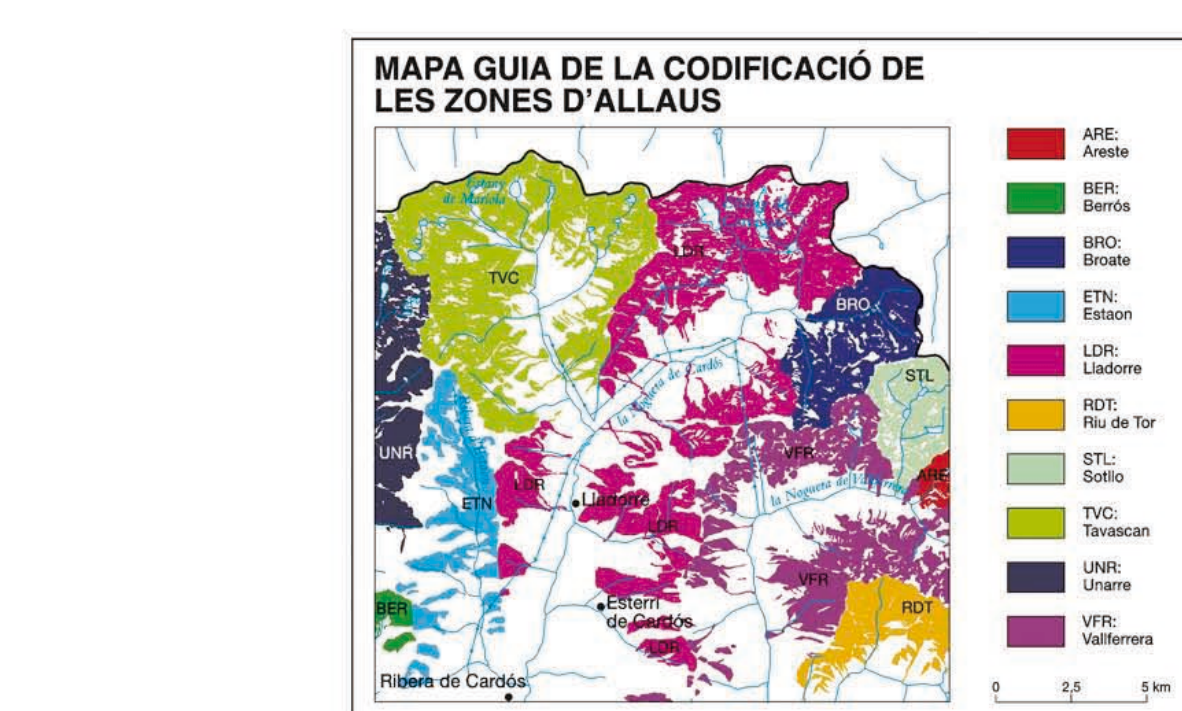 MAPA GUIA DE LA CODIFICACIÓ DE
LES ZONES D'ALLAUS
Estany
de Mariola
LDR
TVC
BRO
STL
la Noguera de Cardós
UNR
VFR
ARE
LDR
la Noguera de Vallferrera
ETN
Lladorre
LDR
VFR
BER
Esterri
de Cardós
RDT
LDR
Ribera de Cardós
ARE:
Areste
BER:
Berrós
BRO:
Broate
ETN:
Estaon
LDR:
Lladorre
RDT:
Riu de Tor
STL:
Sotllo
TVC:
Tavascan
UNR:
Unarre
VFR:
Vallferrera
0 2,5 5 km